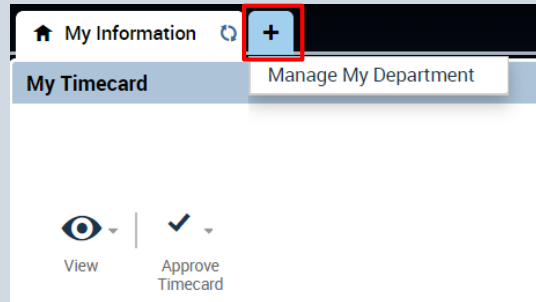 My Information +
Manage My Department
My Timecard
View
Approve
Timecard